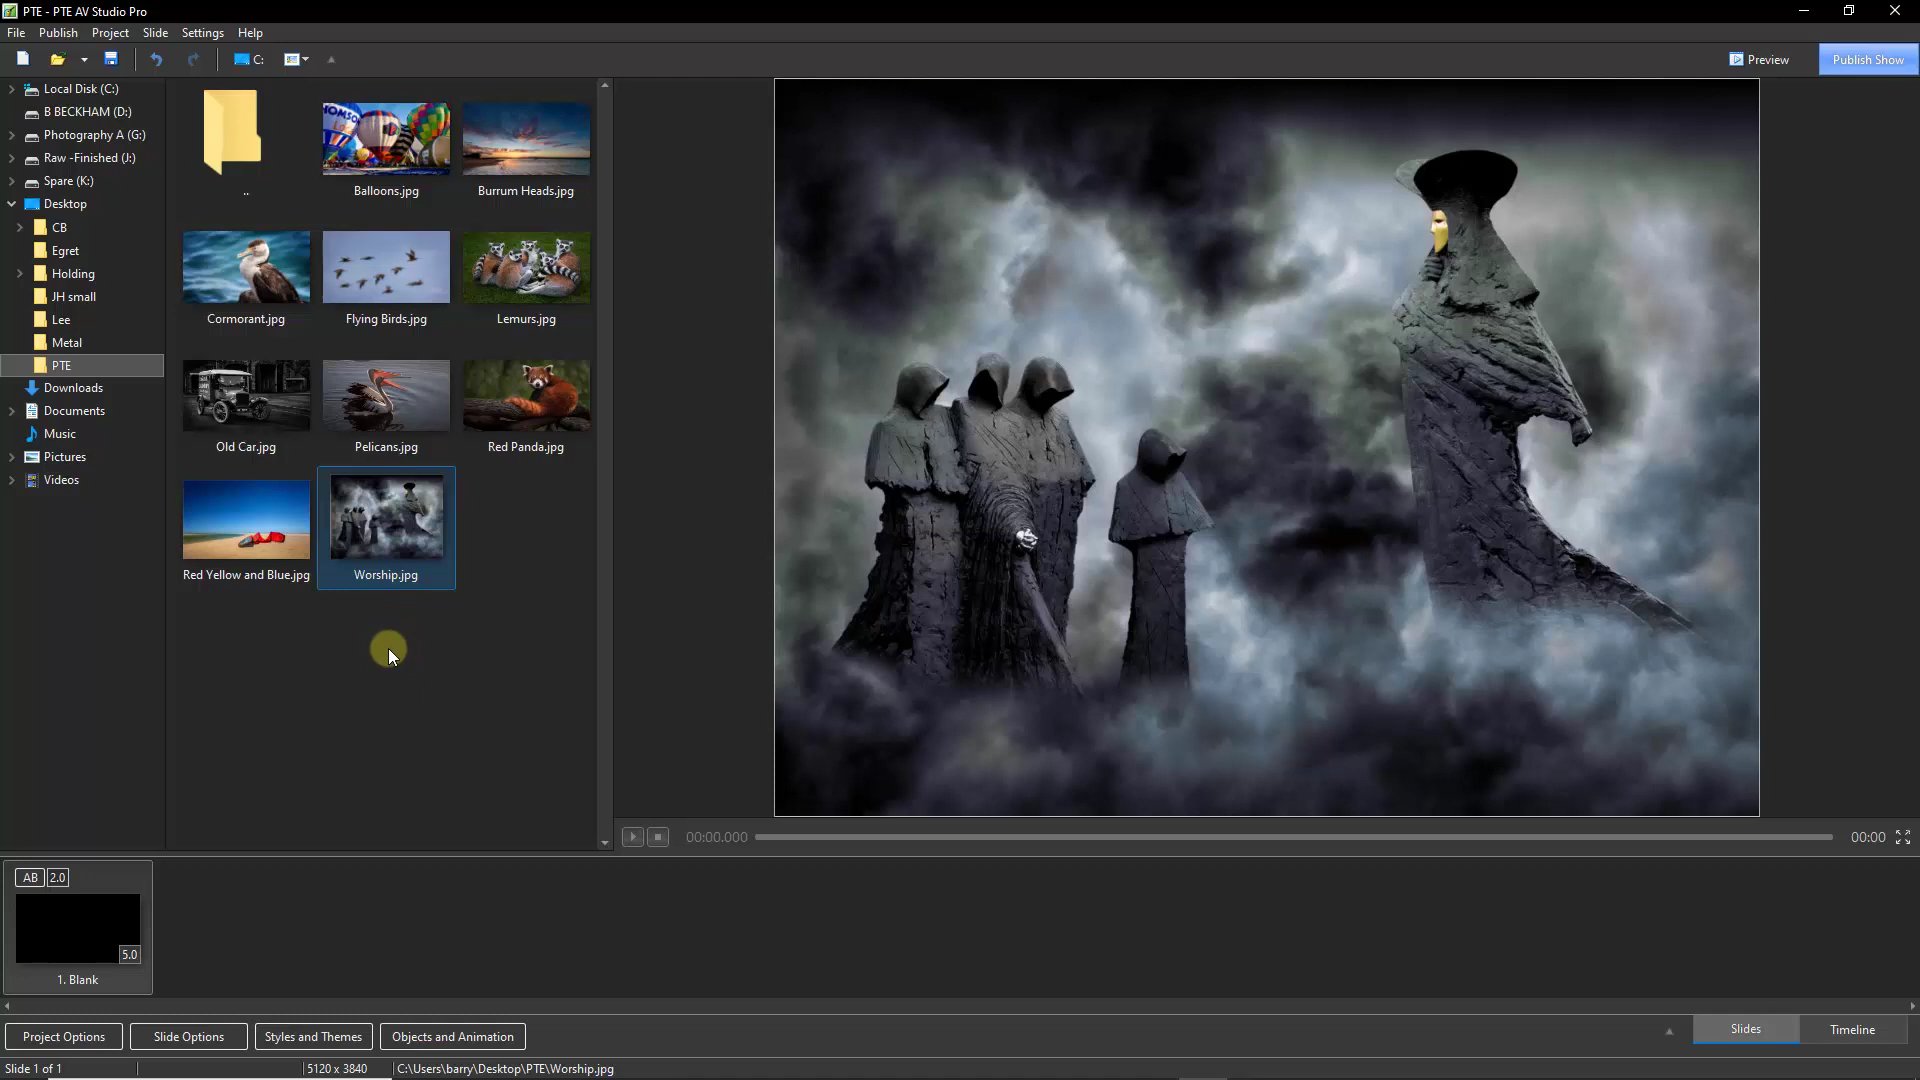 PTE - PTE AV Studio Pro
File Publish Project Slide Settings Help
C:
Preview
Publish Show
Local Disk (C:)
B BECKHAM (D:)
Photography A (G:)
Raw -Finished (J:)
Spare (K:)
Desktop
CB
Egret
Holding
JH small
Lee
Metal
PTE
Downloads
Documents
Music
Pictures
Videos
..
Balloons.jpg
Burrum Heads.jpg
Cormorant.jpg
Flying Birds.jpg
Lemurs.jpg
Old Car.jpg
Pelicans.jpg
Red Panda.jpg
Red Yellow and Blue.jpg
Worship.jpg
00:00.000
00:00
AB 2.0
5.0
1. Blank
Project Options
Slide Options
Styles and Themes
Objects and Animation
Slides
Timeline
Slide 1 of 1
5120 x 3840
C:\Users\barry\Desktop\PTE\Worship.jpg